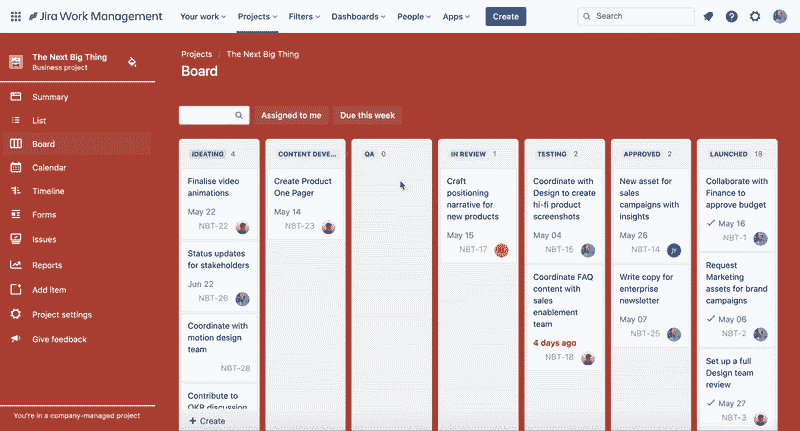 Jira Work Management
Your work
Projects
Filters
Dashboards
People
Apps
Create
Search
The Next Big Thing
Business project
Summary
List
Board
Calendar
Timeline
Forms
Issues
Reports
Add item
Project settings
Give feedback
You're in a company-managed project
Projects / The Next Big Thing
Board
Assigned to me
Due this week
IDEATING 4
Finalise video
animations
May 22
NBT-22
Status updates
for stakeholders
Jun 22
NBT-26
Coordinate with
motion design
team
NBT-28
Contribute to
OKR discussion
+ Create
CONTENT DEVE... 
Create Product
One Pager
May 14
NBT-23
QA 0
IN REVIEW 1
Craft
positioning
narrative for
new products
May 15
NBT-17
TESTING 2
Coordinate with
Design to create
hi-fi product
screenshots
May 04
NBT-15
Coordinate FAQ
content with
sales
enablement
team
4 days ago
NBT-18
APPROVED 2
New asset for
sales
campaigns with
insights
May 26
NBT-14
JY
Write copy for
enterprise
newsletter
May 07
NBT-25
LAUNCHED 18
Collaborate with
Finance to
approve budget
May 16
NBT-1
Request
Marketing
assets for brand
campaigns
May 06
NBT-2
Set up a full
Design team
review
May 27
NBT-3